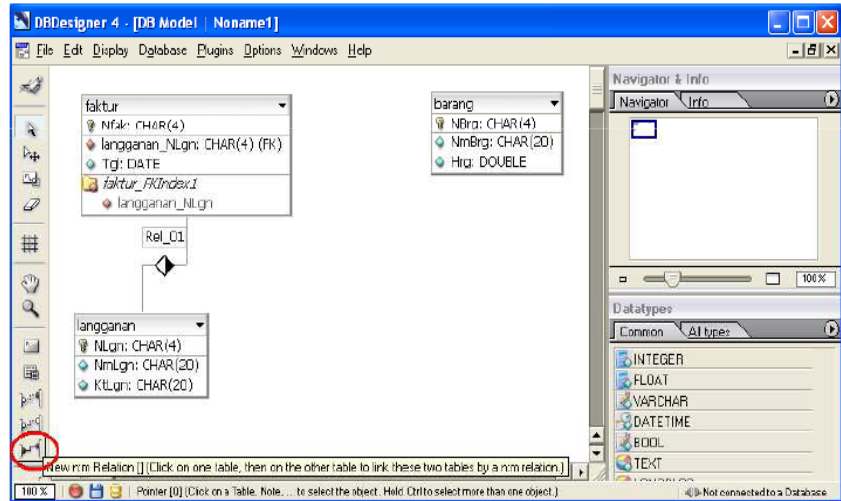 DBDesigner 4 - [DB Model | Noname1]
File Edit Display Database Plugins Options Windows Help
faktur
Nfak: CHAR(4)
langganan_NLgn: CHAR(4) (FK)
Tgl: DATE
faktur_FKIndex1
langganan_NLgn
Rel_01
langganan
NLgn: CHAR(4)
NmLgn: CHAR(20)
KtLgn: CHAR(20)
barang
NBrg: CHAR(4)
NmBrg: CHAR(20)
Hrg: DOUBLE
Navigator & Info
Navigator Info
100%
Datatypes
Common All types
INTEGER
FLOAT
VARCHAR
DATETIME
BOOL
TEXT
New n:m Relation [] (Click on one table, then on the other table to link these two tables by a n:m relation.)
100 % Pointer [0] (Click on a Table, Note, ... to select the object. Hold Ctrl to select more than one object.) Not connected to a Database